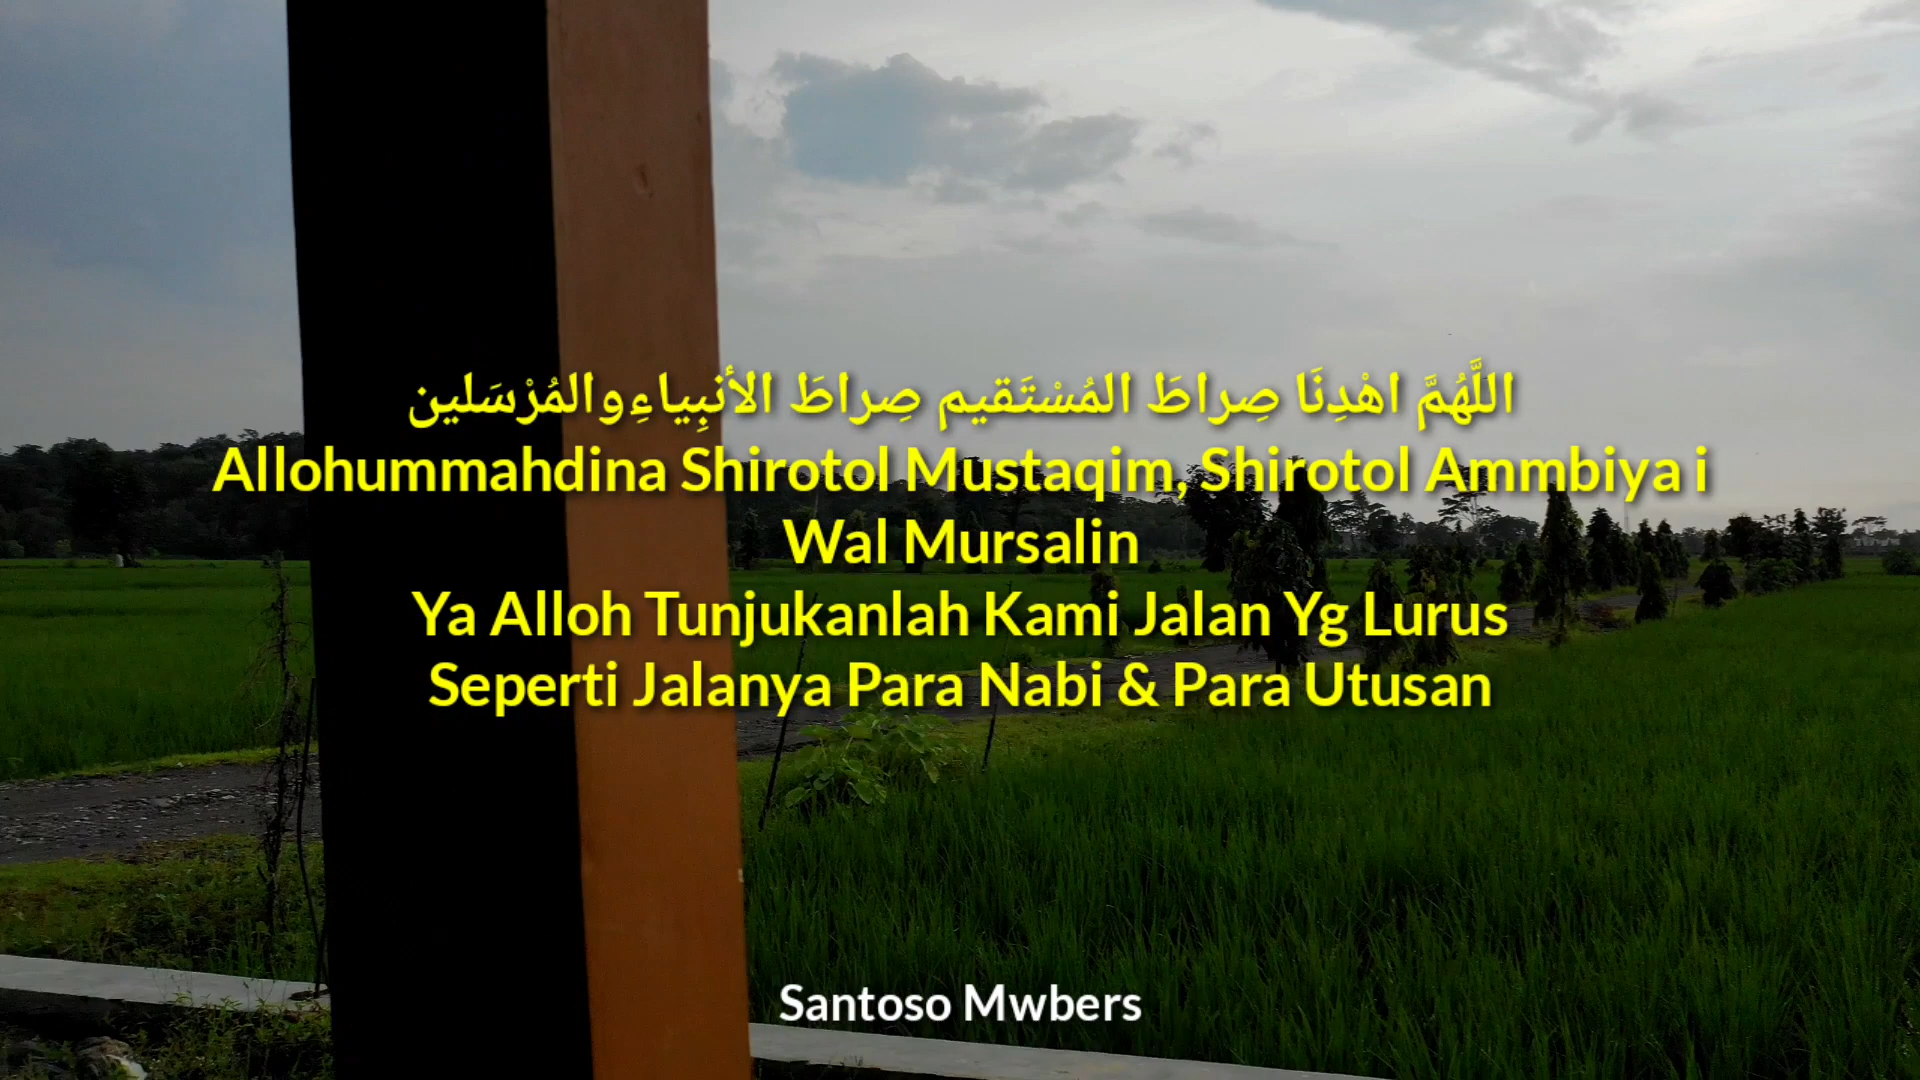 اللَّهُمَّ اهْدِنَا صِراطَ المُسْتَقيم صِراطَ الأنبِياءِوالمُرْسَلين
Allohummahdina Shirotol Mustaqim, Shirotol Ammbiya i
Wal Mursalin
Ya Alloh Tunjukanlah Kami Jalan Yg Lurus
Seperti Jalanya Para Nabi & Para Utusan
Santoso Mwbers